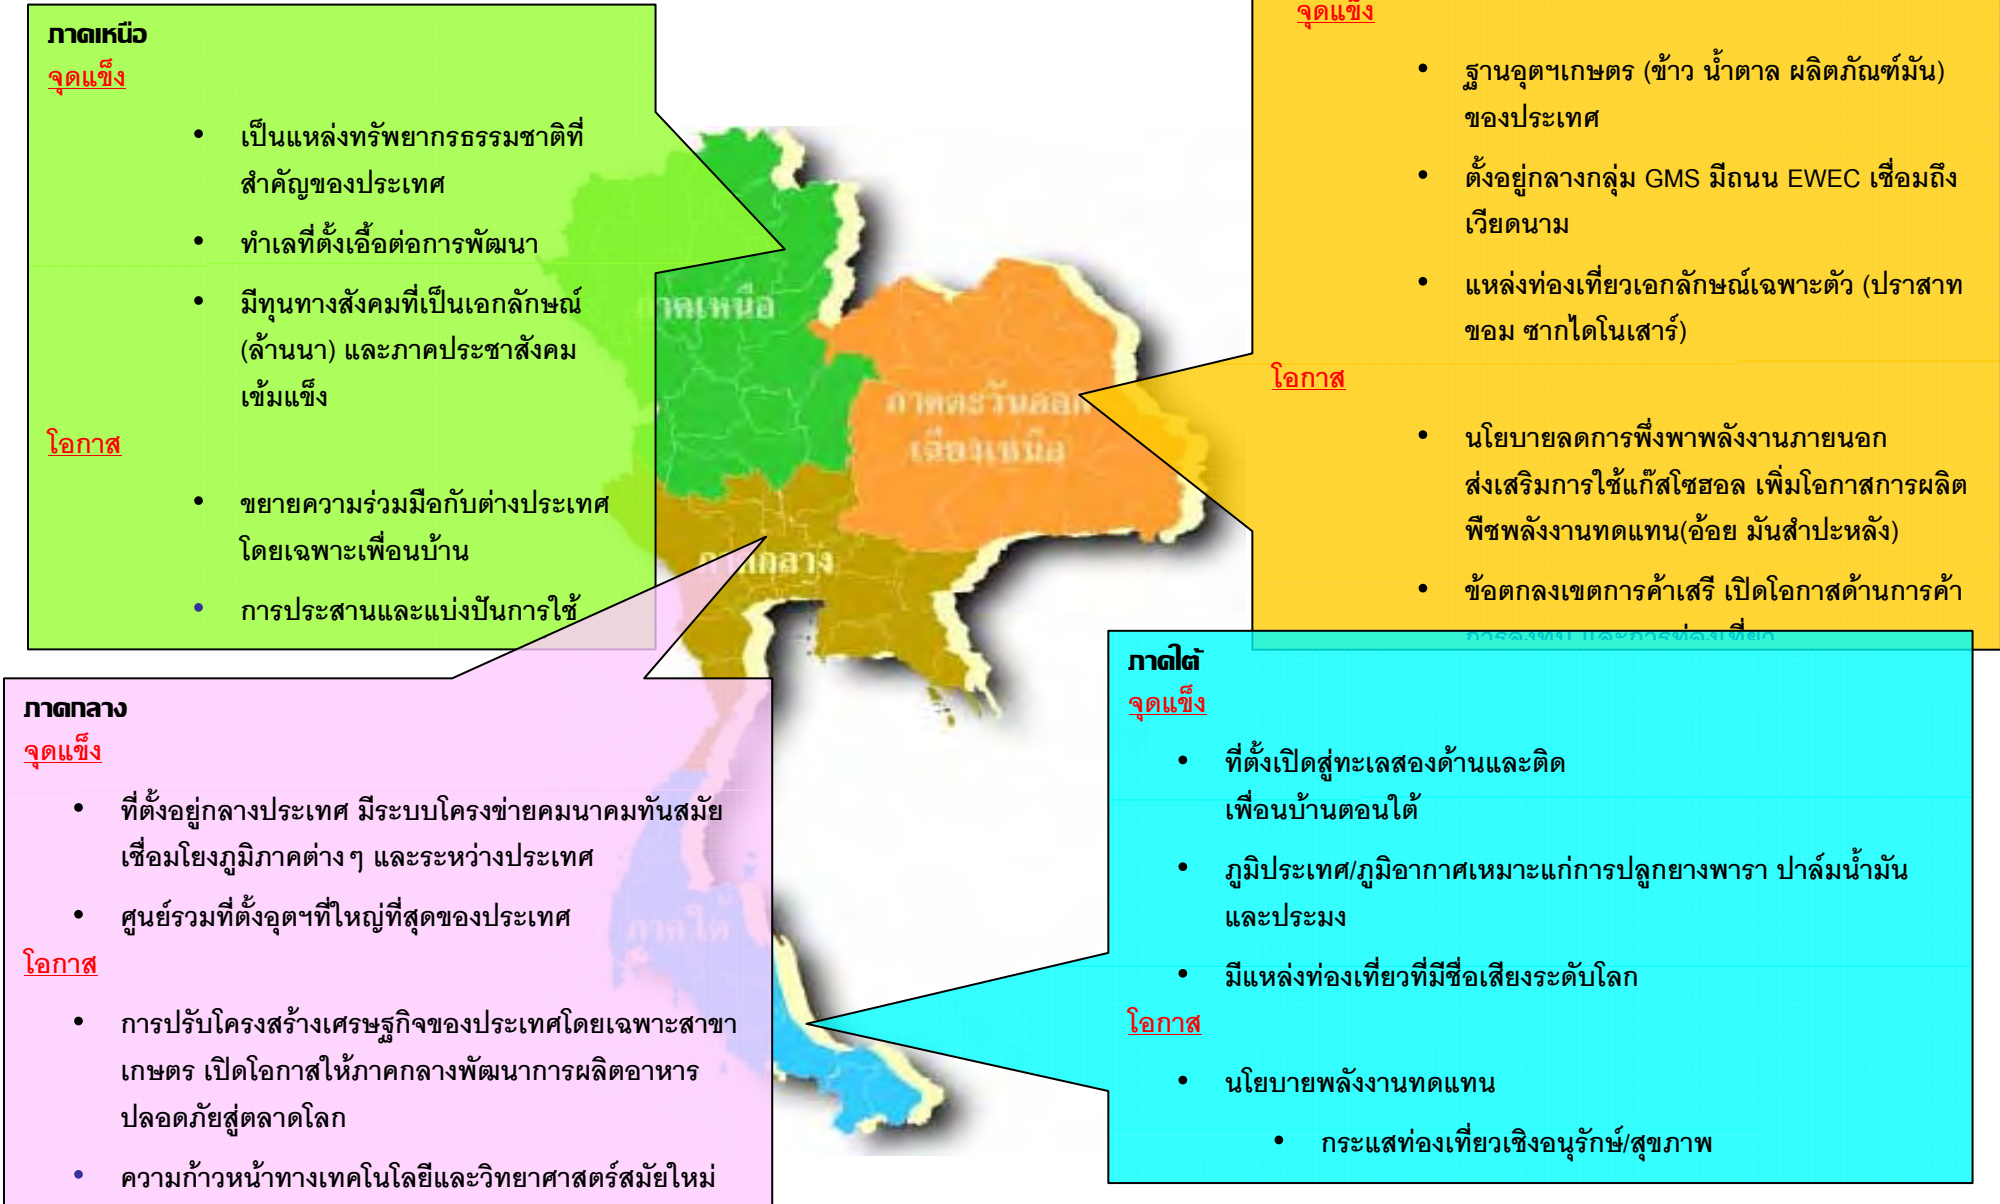 ภาคเหนือ
จุดแข็ง
• เป็นแหล่งทรัพยากรธรรมชาติที่
สำคัญของประเทศ
• ทำเลที่ตั้งเอื้อต่อการพัฒนา
• มีทุนทางสังคมที่เป็นเอกลักษณ์
(ล้านนา) และภาคประชาสังคม
เข้มแข็ง
โอกาส
• ขยายความร่วมมือกับต่างประเทศ
โดยเฉพาะเพื่อนบ้าน
• การประสานและแบ่งปันการใช้
จุดแข็ง
• ฐานอุตฯเกษตร (ข้าว น้ำตาล ผลิตภัณฑ์มัน)
ของประเทศ
• ตั้งอยู่กลางกลุ่ม GMS มีถนน EWEC เชื่อมถึง
เวียดนาม
• แหล่งท่องเที่ยวเอกลักษณ์เฉพาะตัว (ปราสาท
ขอม ซากไดโนเสาร์)
โอกาส
• นโยบายลดการพึ่งพาพลังงานภายนอก
ส่งเสริมการใช้แก๊สโซฮอล เพิ่มโอกาสการผลิต
พืชพลังงานทดแทน(อ้อย มันสำปะหลัง)
• ข้อตกลงเขตการค้าเสรี เปิดโอกาสด้านการค้า
การลงทุน และการท่องเที่ยว
ภาคเหนือ
ภาคตะวันออก
เฉียงเหนือ
ภาคกลาง
ภาคใต้
ภาคกลาง
จุดแข็ง
• ที่ตั้งอยู่กลางประเทศ มีระบบโครงข่ายคมนาคมทันสมัย
เชื่อมโยงภูมิภาคต่าง ๆ และระหว่างประเทศ
• ศูนย์รวมที่ตั้งอุตฯที่ใหญ่ที่สุดของประเทศ
โอกาส
• การปรับโครงสร้างเศรษฐกิจของประเทศโดยเฉพาะสาขา
เกษตร เปิดโอกาสให้ภาคกลางพัฒนาการผลิตอาหาร
ปลอดภัยสู่ตลาดโลก
• ความก้าวหน้าทางเทคโนโลยีและวิทยาศาสตร์สมัยใหม่
ภาคใต้
จุดแข็ง
• ที่ตั้งเปิดสู่ทะเลสองด้านและติด
เพื่อนบ้านตอนใต้
• ภูมิประเทศ/ภูมิอากาศเหมาะแก่การปลูกยางพารา ปาล์มน้ำมัน
และประมง
• มีแหล่งท่องเที่ยวที่มีชื่อเสียงระดับโลก
โอกาส
• นโยบายพลังงานทดแทน
• กระแสท่องเที่ยวเชิงอนุรักษ์/สุขภาพ